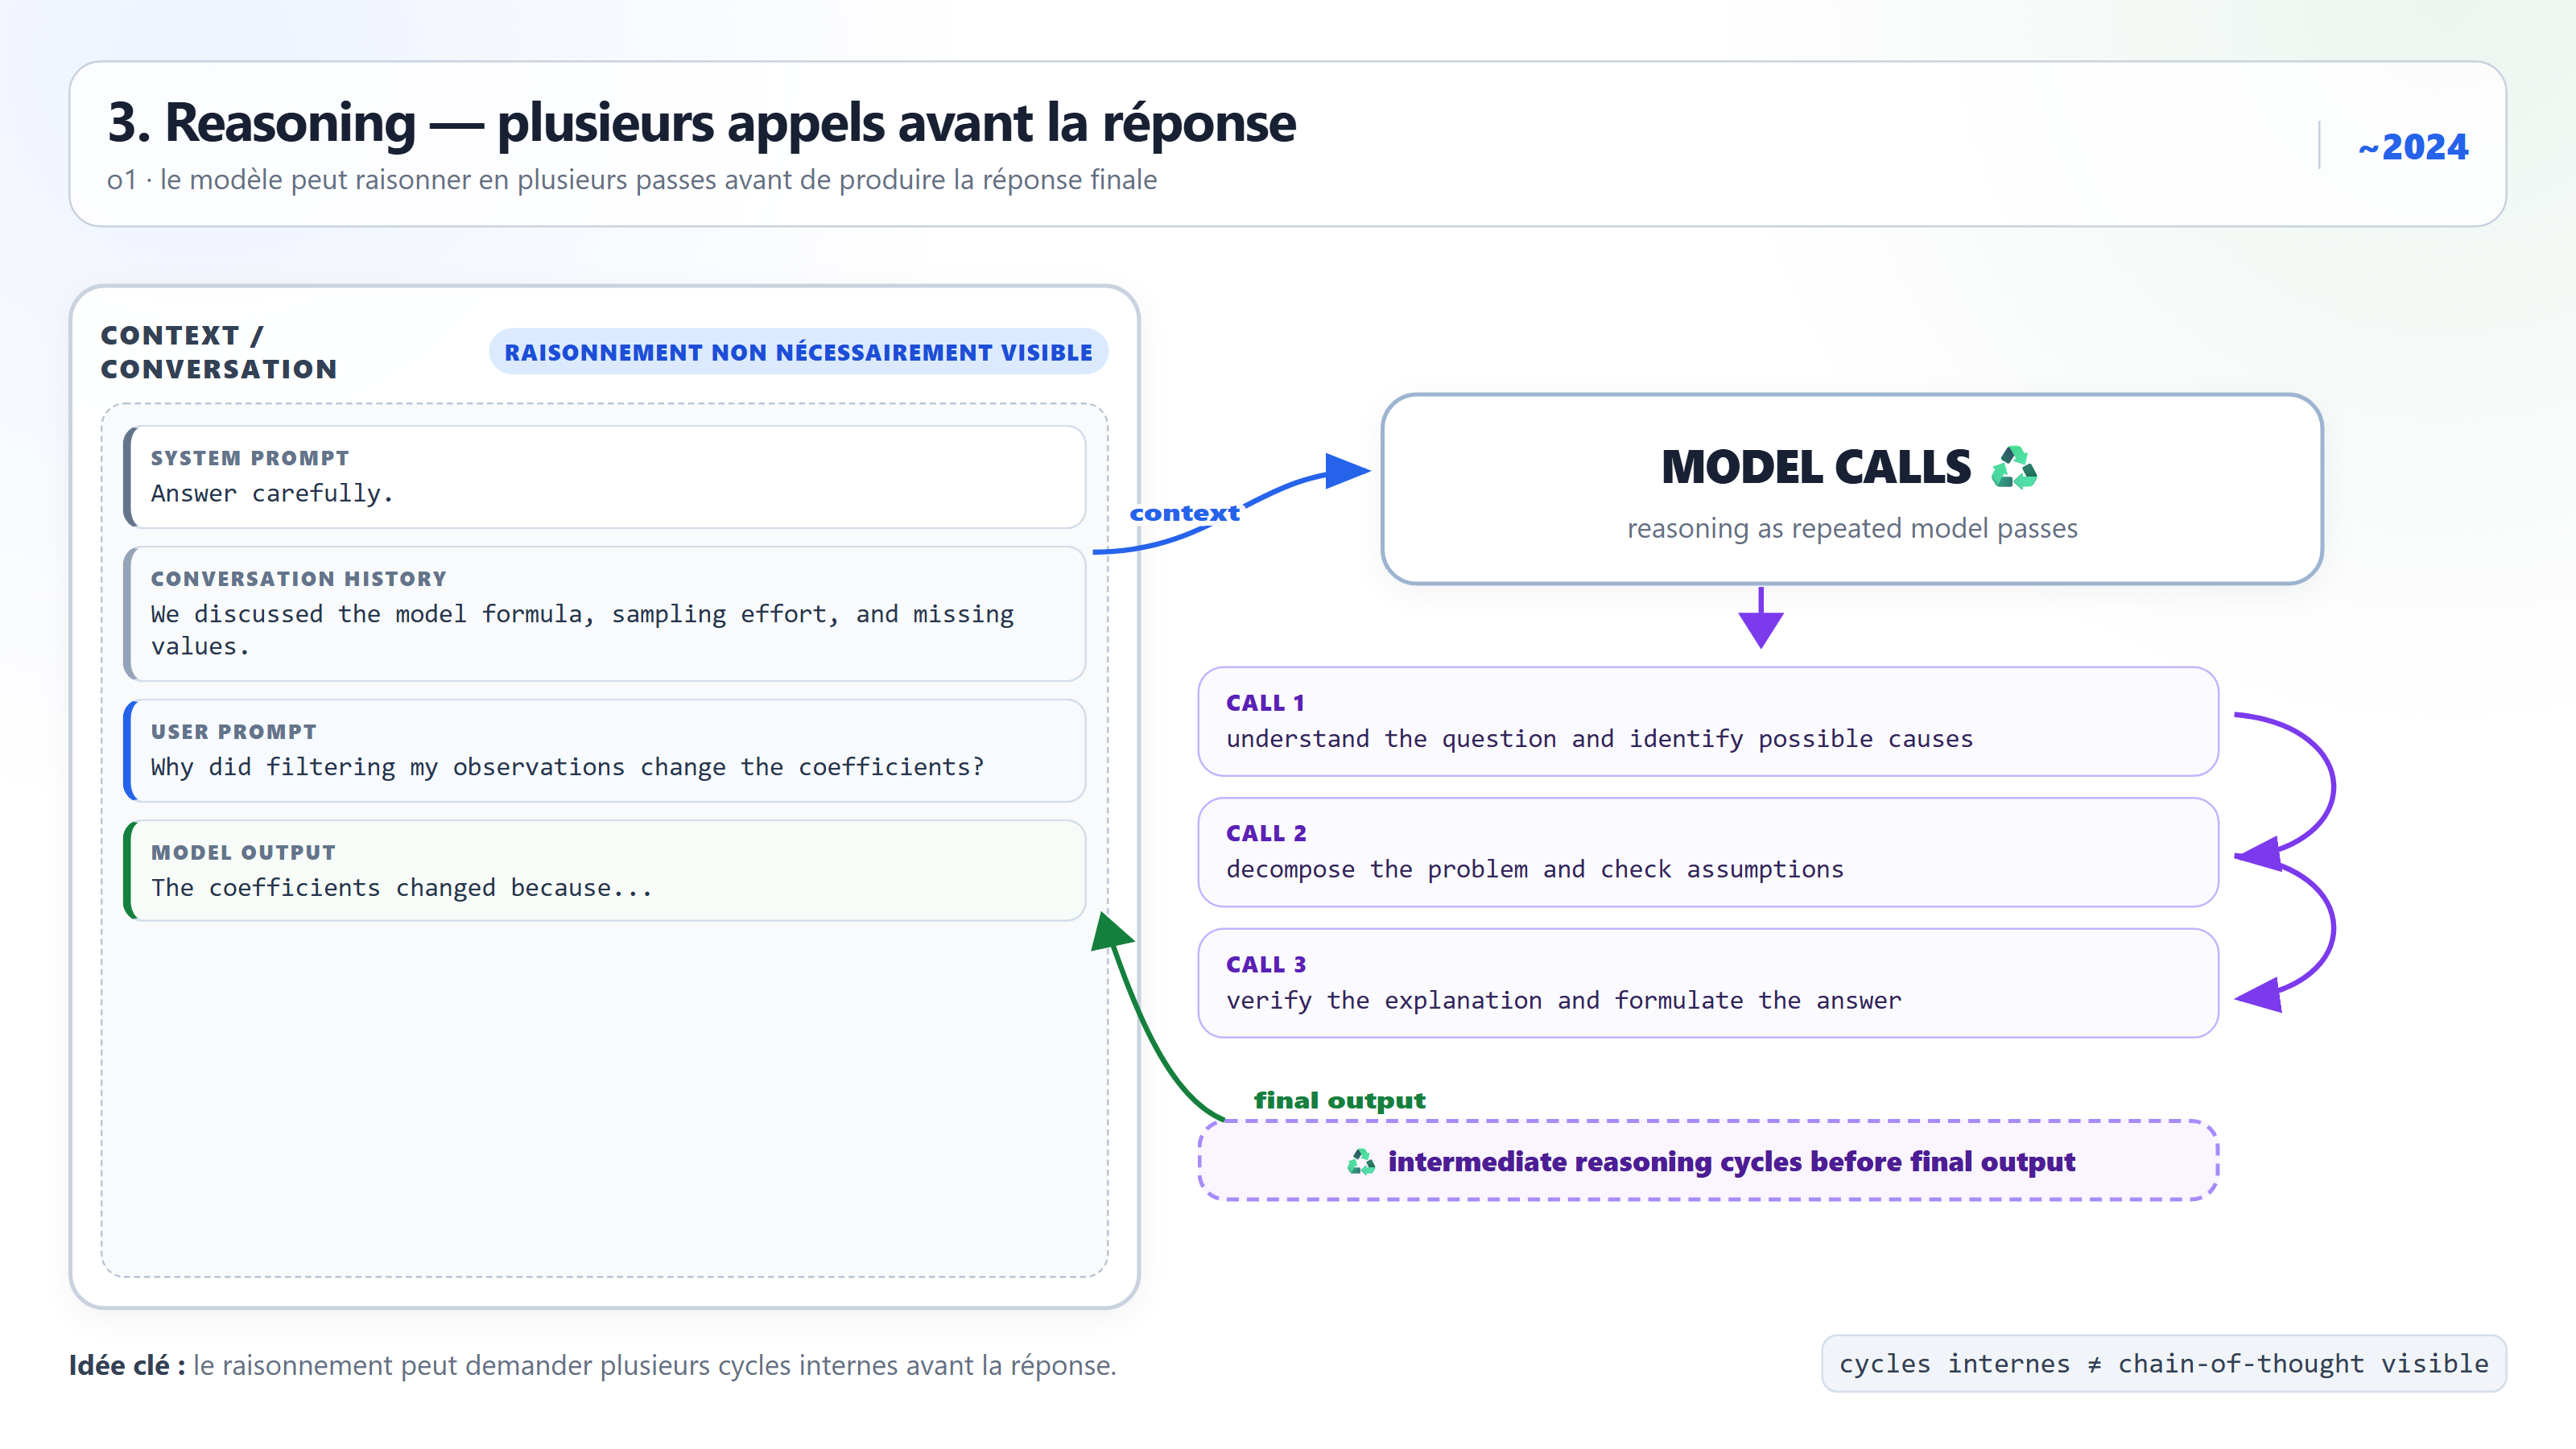 3. Reasoning — plusieurs appels avant la réponse
o1 · le modèle peut raisonner en plusieurs passes avant de produire la réponse finale
~2024
CONTEXT /
CONVERSATION
RAISONNEMENT NON NÉCESSAIREMENT VISIBLE
SYSTEM PROMPT
Answer carefully.
CONVERSATION HISTORY
We discussed the model formula, sampling effort, and missing
values.
USER PROMPT
Why did filtering my observations change the coefficients?
MODEL OUTPUT
The coefficients changed because...
context
MODEL CALLS ♻️
reasoning as repeated model passes
CALL 1
understand the question and identify possible causes
CALL 2
decompose the problem and check assumptions
CALL 3
verify the explanation and formulate the answer
final output
♻️ intermediate reasoning cycles before final output
Idée clé : le raisonnement peut demander plusieurs cycles internes avant la réponse.
cycles internes ≠ chain-of-thought visible